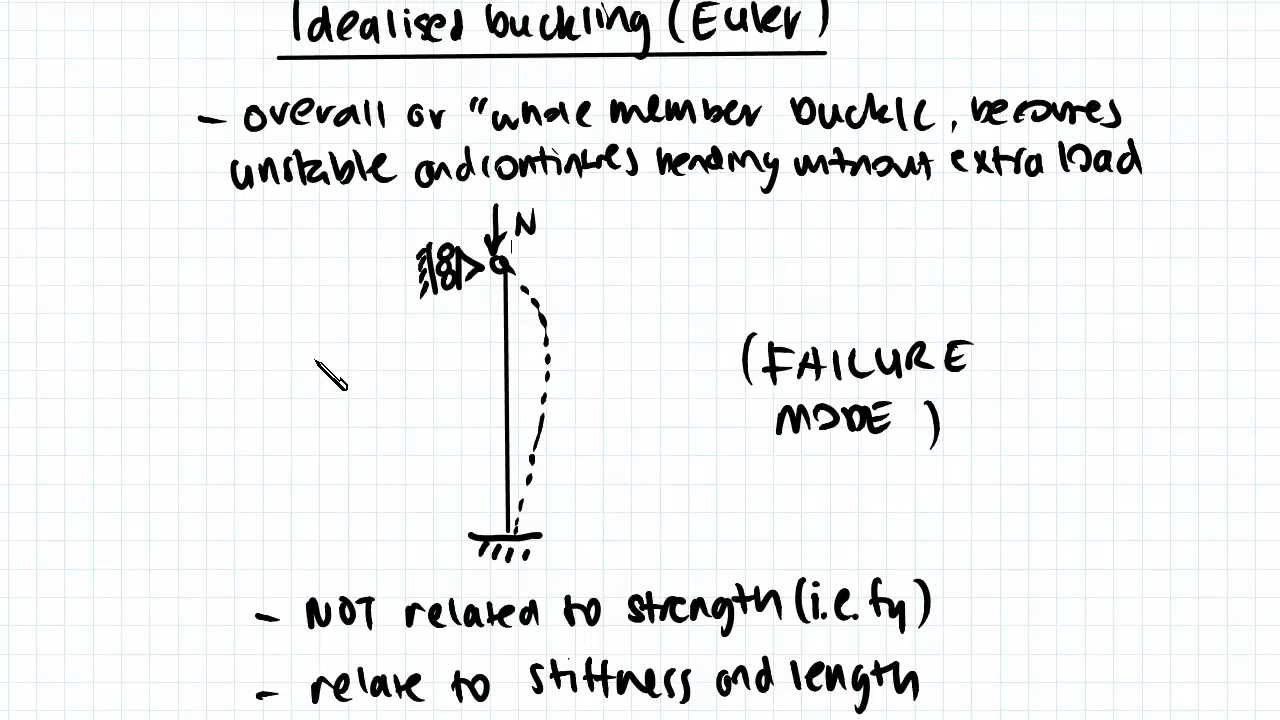 Idealised buckling (Euler)
- overall or "whole member buckle, becomes
unstable and continues bending without extra load
N
(FAILURE
MODE)
- NOT related to strength (i.e. fy)
- relate to stiffness and length